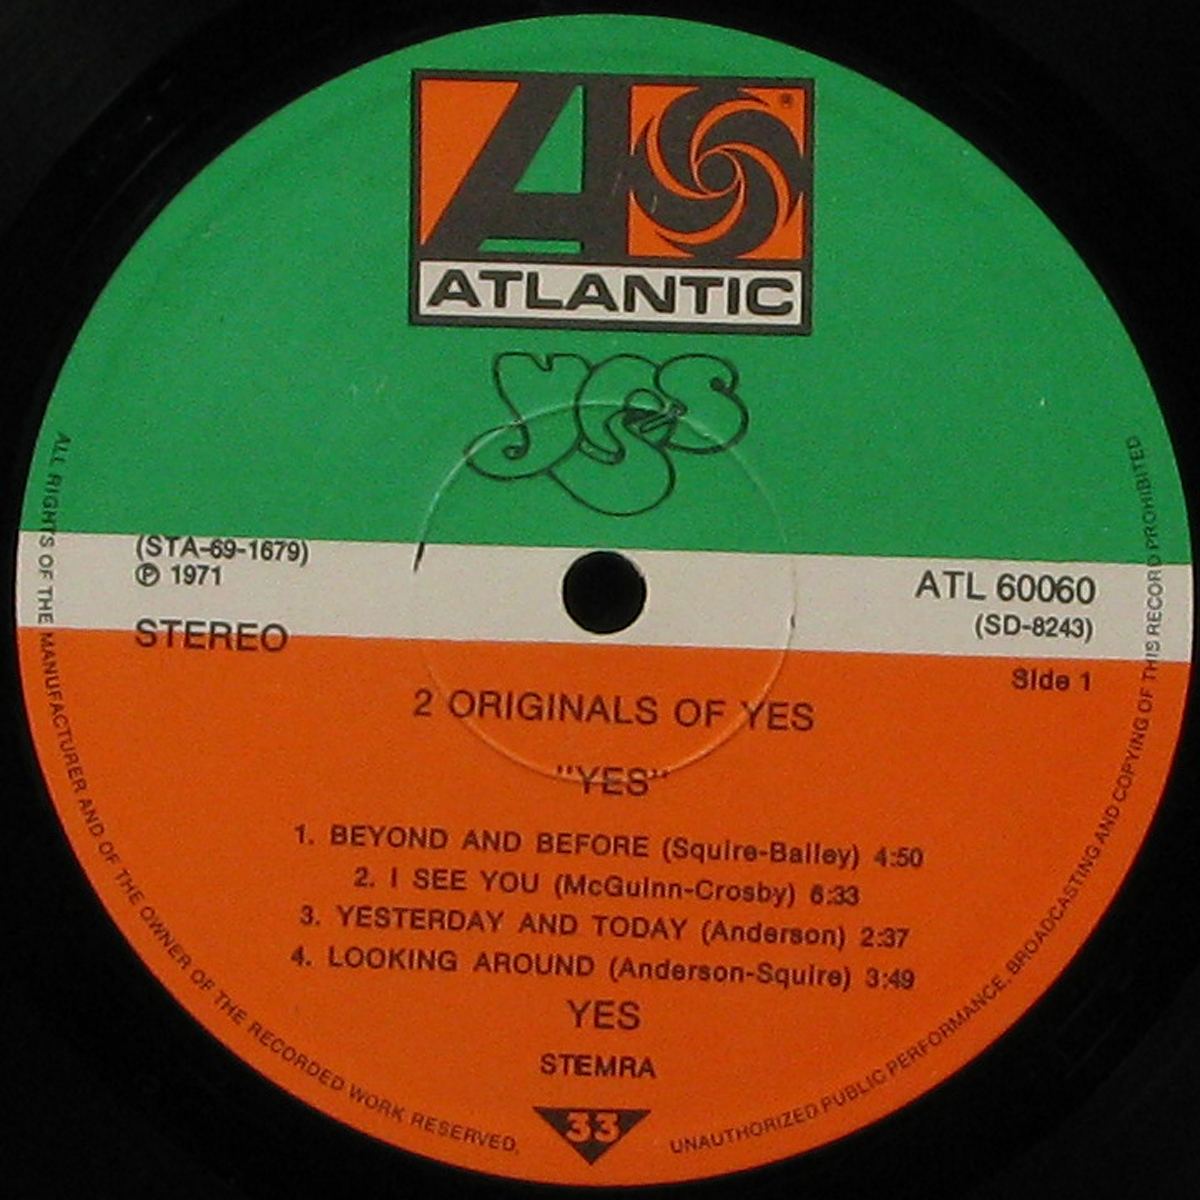 ATLANTIC
®
yes
(STA-69-1679)
℗ 1971
STEREO
ATL 60060
(SD-8243)
Side 1
2 ORIGINALS OF YES
"YES"
1. BEYOND AND BEFORE (Squire-Bailey) 4:50
2. I SEE YOU (McGuinn-Crosby) 6:33
3. YESTERDAY AND TODAY (Anderson) 2:37
4. LOOKING AROUND (Anderson-Squire) 3:49
YES
STEMRA
33
ALL RIGHTS OF THE MANUFACTURER AND OF THE OWNER OF THE RECORDED WORK RESERVED.
UNAUTHORIZED PUBLIC PERFORMANCE, BROADCASTING AND COPYING OF THIS RECORD PROHIBITED